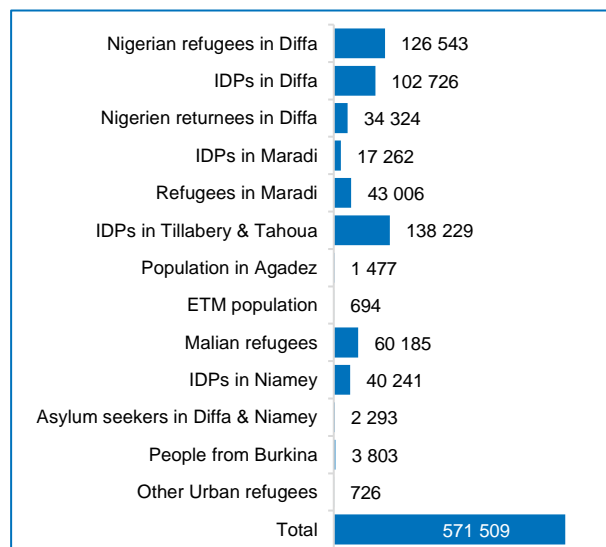 Nigerian refugees in Diffa 126 543
IDPs in Diffa 102 726
Nigerien returnees in Diffa 34 324
IDPs in Maradi 17 262
Refugees in Maradi 43 006
IDPs in Tillabery & Tahoua 138 229
Population in Agadez 1 477
ETM population 694
Malian refugees 60 185
IDPs in Niamey 40 241
Asylum seekers in Diffa & Niamey 2 293
People from Burkina 3 803
Other Urban refugees 726
Total 571 509